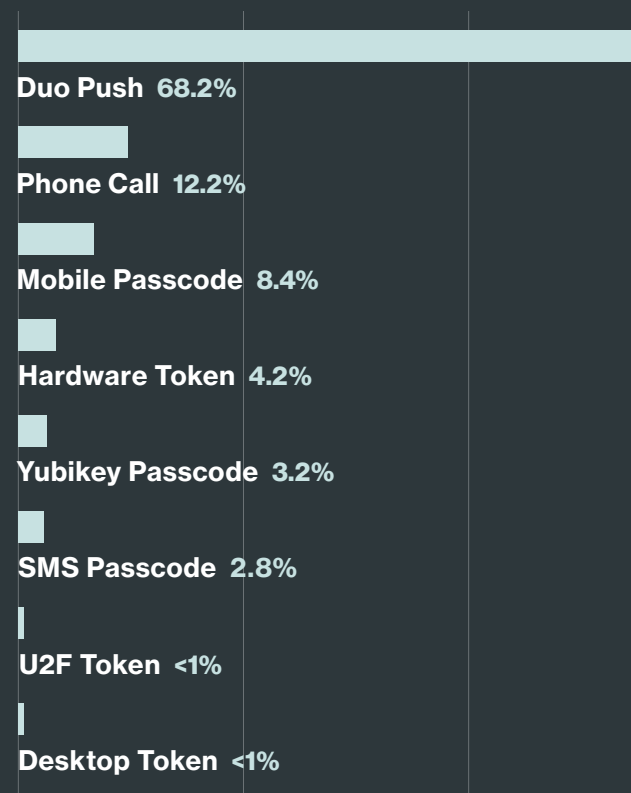 Duo Push 68.2%
Phone Call 12.2%
Mobile Passcode 8.4%
Hardware Token 4.2%
Yubikey Passcode 3.2%
SMS Passcode 2.8%
U2F Token <1%
Desktop Token <1%